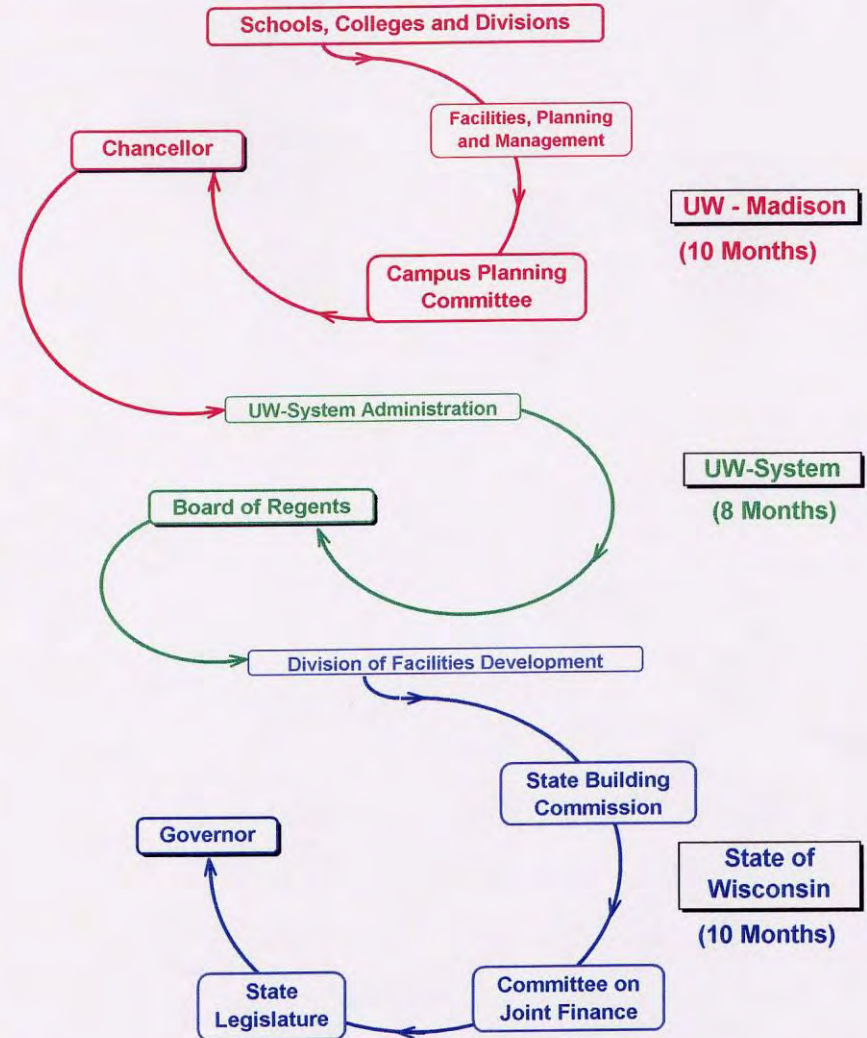 Schools, Colleges and Divisions
Facilities, Planning
and Management
Chancellor
UW - Madison
(10 Months)
Campus Planning
Committee
UW-System Administration
UW-System
(8 Months)
Board of Regents
Division of Facilities Development
State Building
Commission
Governor
State of
Wisconsin
(10 Months)
State
Legislature
Committee on
Joint Finance